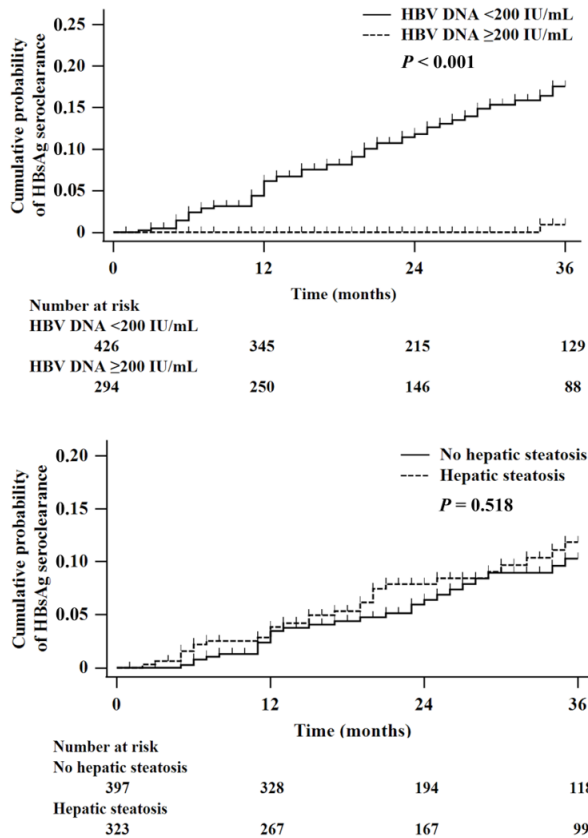 HBV DNA <200 IU/mL
HBV DNA ≥200 IU/mL
P < 0.001
Cumulative probability
of HBsAg seroclearance
0.25
0.20
0.15
0.10
0.05
0
0 12 24 36
Time (months)
Number at risk
HBV DNA <200 IU/mL
426 345 215 129
HBV DNA ≥200 IU/mL
294 250 146 88
No hepatic steatosis
Hepatic steatosis
P = 0.518
Cumulative probability
of HBsAg seroclearance
0.20
0.15
0.10
0.05
0
0 12 24 36
Time (months)
Number at risk
No hepatic steatosis
397 328 194 118
Hepatic steatosis
323 267 167 99